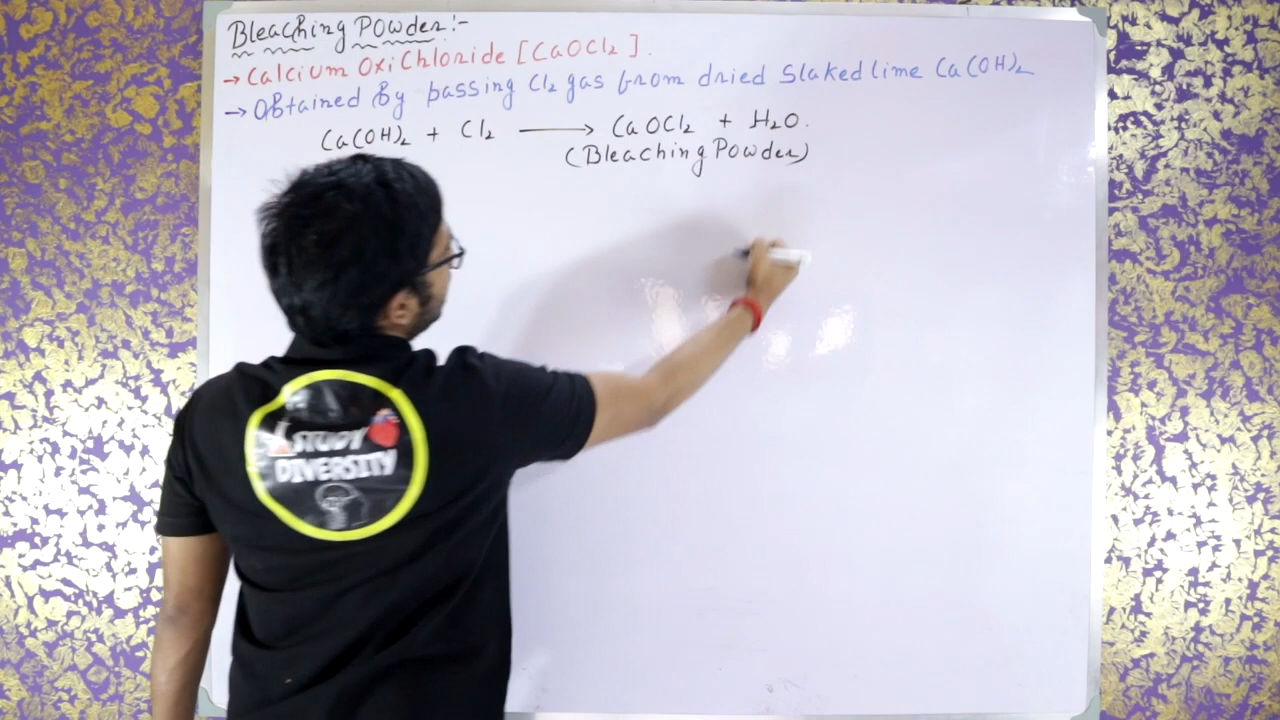 Bleaching Powder:-
→ Calcium OxiChloride [CaOCl₂].
→ Obtained By passing Cl₂ gas from dried Slaked lime Ca(OH)₂
Ca(OH)₂ + Cl₂ ⟶ CaOCl₂ + H₂O.
(Bleaching Powder)
STUDY
DIVERSITY